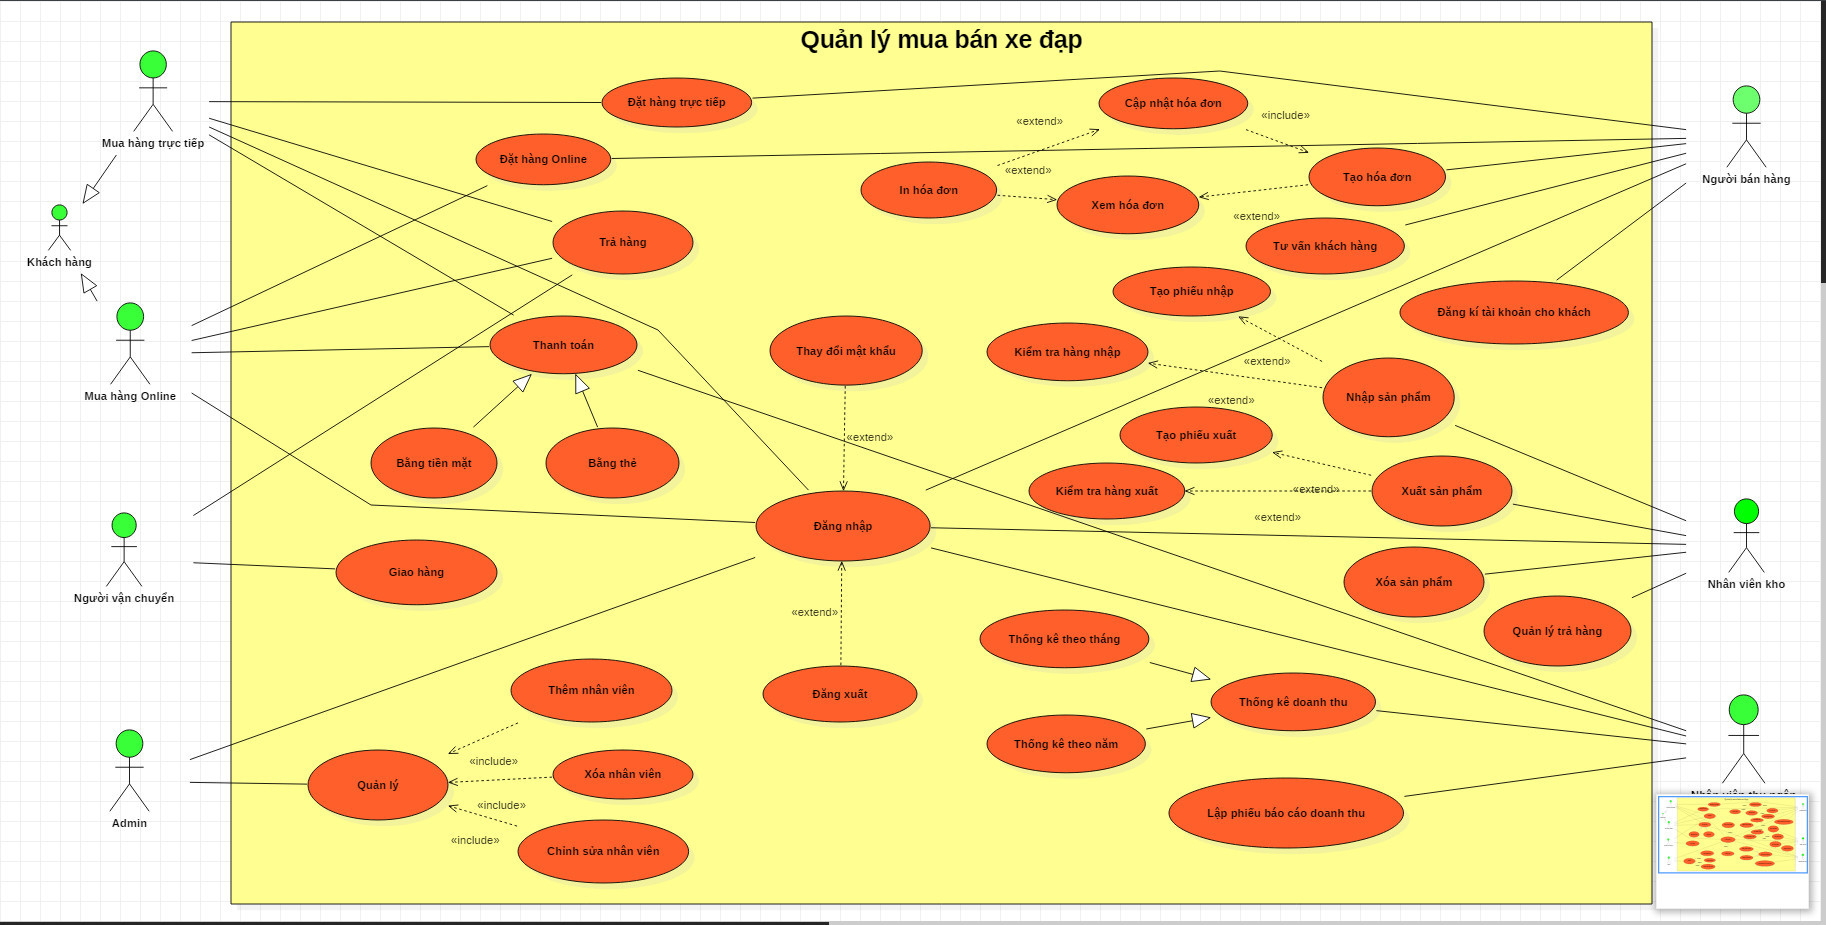 Quản lý mua bán xe đạp
Mua hàng trực tiếp
Khách hàng
Mua hàng Online
Người vận chuyển
Admin
Đặt hàng trực tiếp
Đặt hàng Online
Trả hàng
Thanh toán
Bằng tiền mặt
Bằng thẻ
Giao hàng
Thêm nhân viên
Quản lý
Xóa nhân viên
Chỉnh sửa nhân viên
«include»
«include»
«include»
Thay đổi mật khẩu
«extend»
Đăng nhập
«extend»
Đăng xuất
Cập nhật hóa đơn
«extend»
«include»
In hóa đơn
«extend»
Xem hóa đơn
Tạo hóa đơn
«extend»
Tư vấn khách hàng
Tạo phiếu nhập
Đăng kí tài khoản cho khách
Kiểm tra hàng nhập
«extend»
Nhập sản phẩm
«extend»
Tạo phiếu xuất
Kiểm tra hàng xuất
«extend»
Xuất sản phẩm
«extend»
Xóa sản phẩm
Quản lý trả hàng
Thống kê theo tháng
Thống kê doanh thu
Thống kê theo năm
Lập phiếu báo cáo doanh thu
Người bán hàng
Nhân viên kho
Nhân viên thu ngân